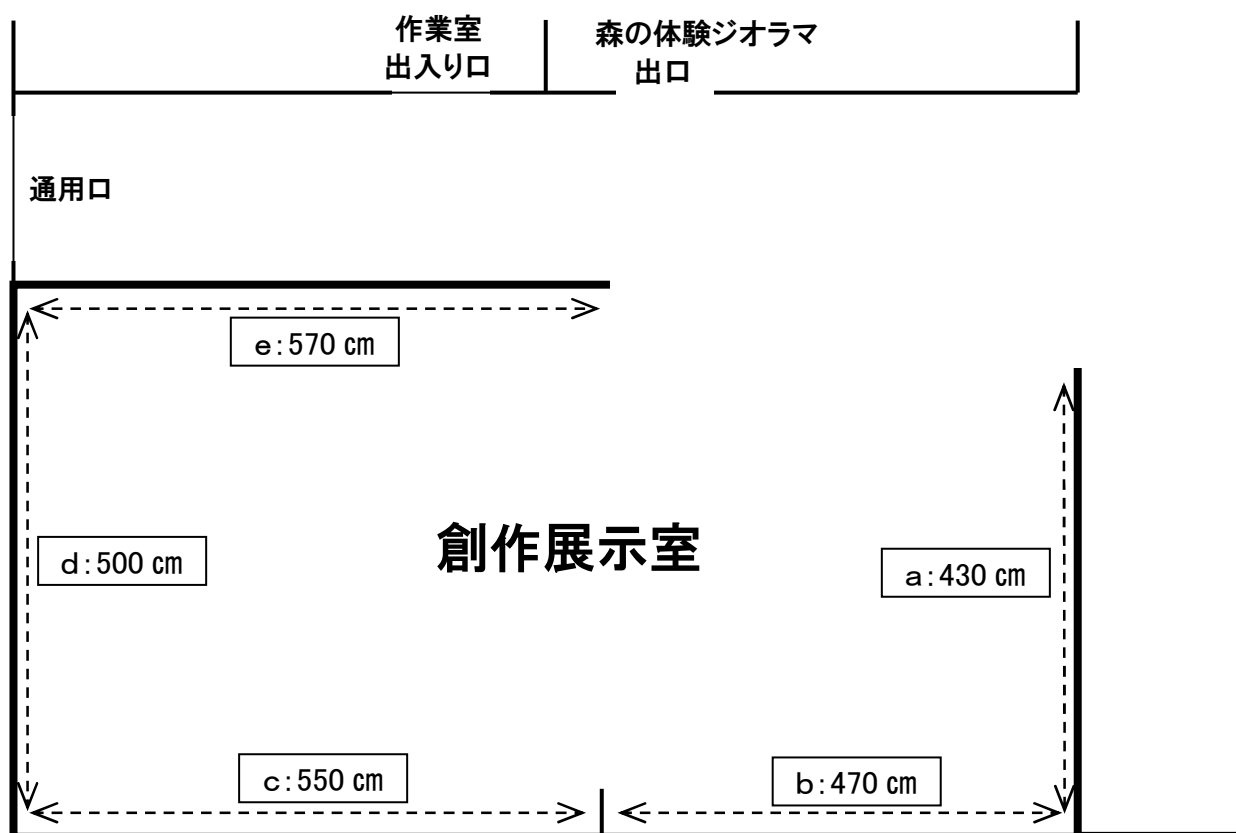 作業室
出入り口
森の体験ジオラマ
出口
通用口
e:570 ㎝
創作展示室
d:500 ㎝
a:430 ㎝
c:550 ㎝
b:470 ㎝